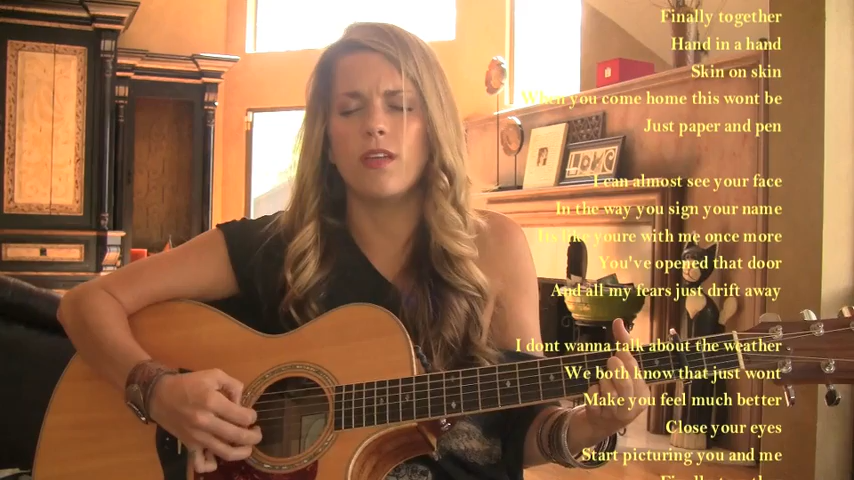 Finally together
Hand in a hand
Skin on skin
When you come home this wont be
Just paper and pen
I can almost see your face
In the way you sign your name
Its like youre with me once more
You've opened that door
And all my fears just drift away
I dont wanna talk about the weather
We both know that just wont
Make you feel much better
Close your eyes
Start picturing you and me
Finally together
LOVE